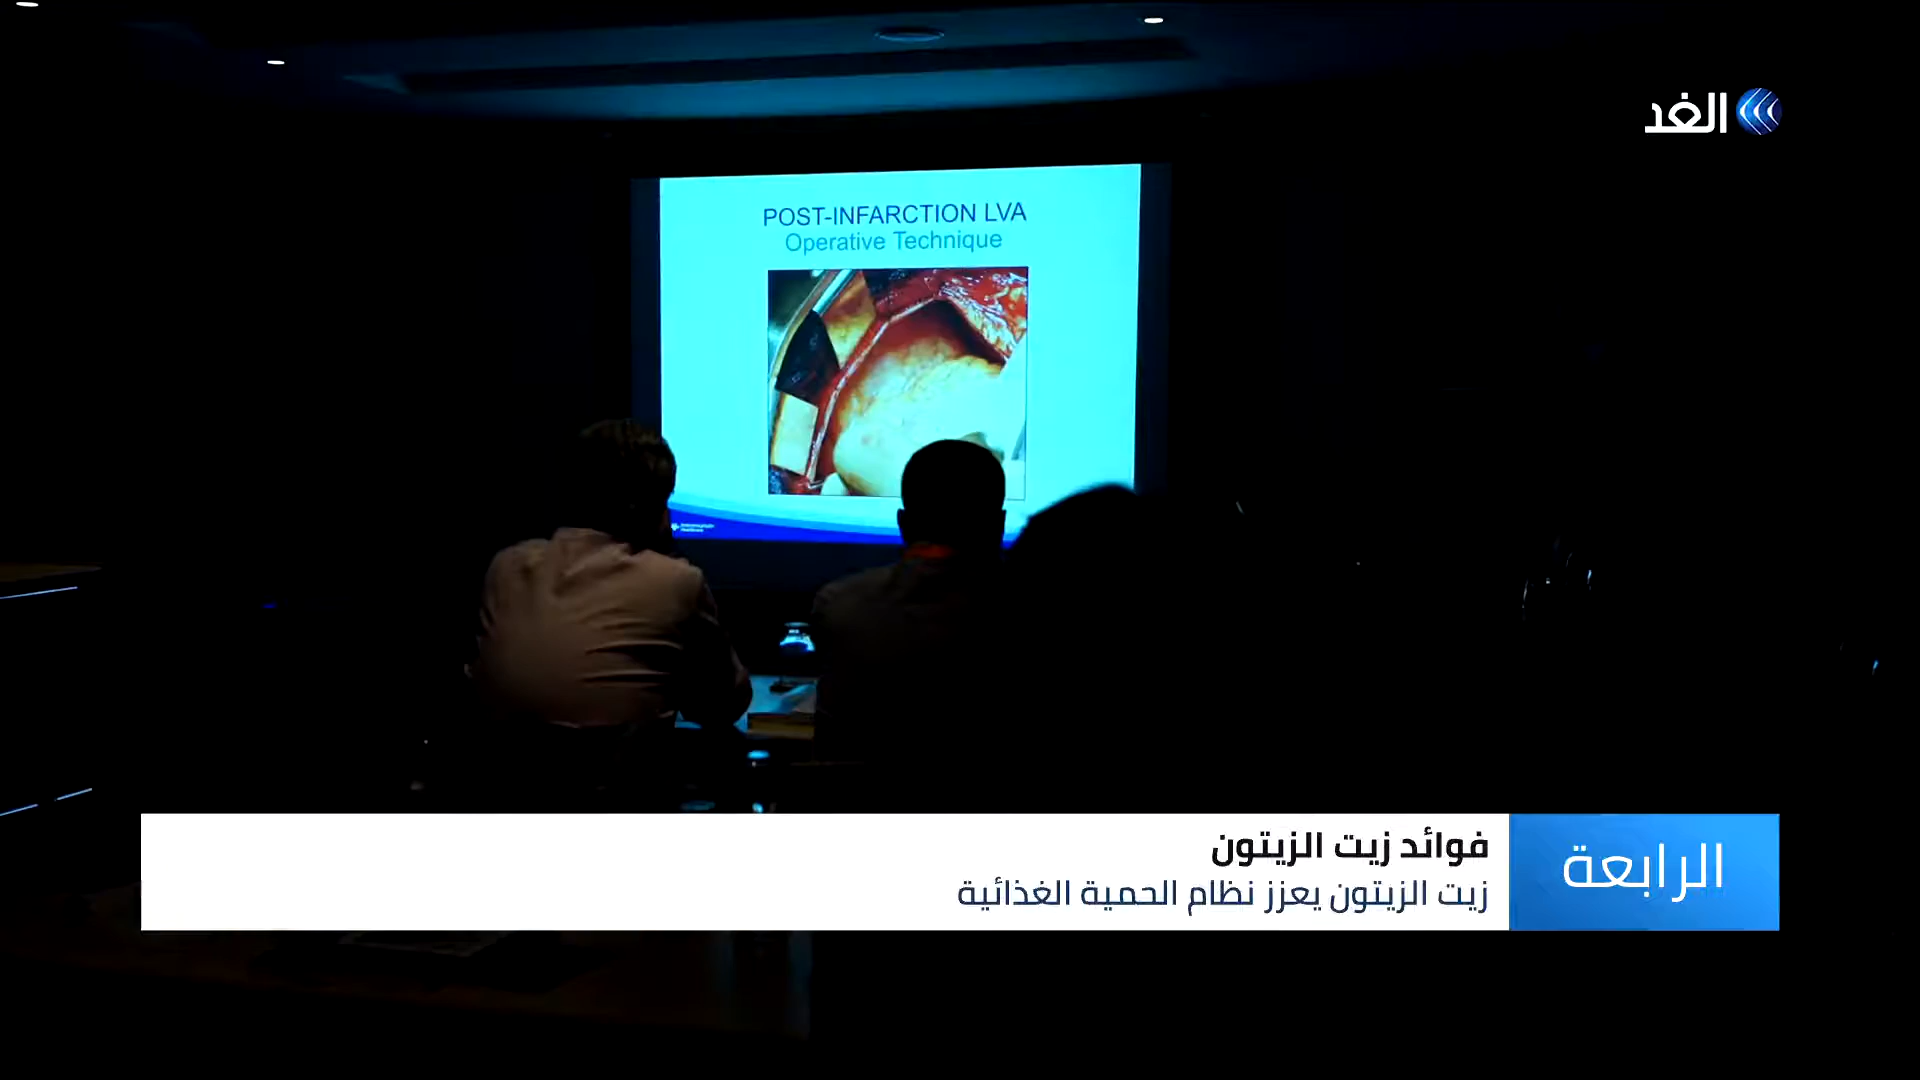 الغد
POST-INFARCTION LVA
Operative Technique
الرابعة
فوائد زيت الزيتون
زيت الزيتون يعزز نظام الحمية الغذائية